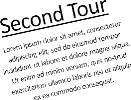 Second Tour
Lorem ipsum dolor sit amet, consectetur
adipiscing elit, sed do eiusmod tempor
incididunt ut labore et dolore magna aliqua.
Ut enim ad minim veniam, quis nostrud
exercitation ullamco laboris nisi ut aliquip
ex ea commodo consequat.